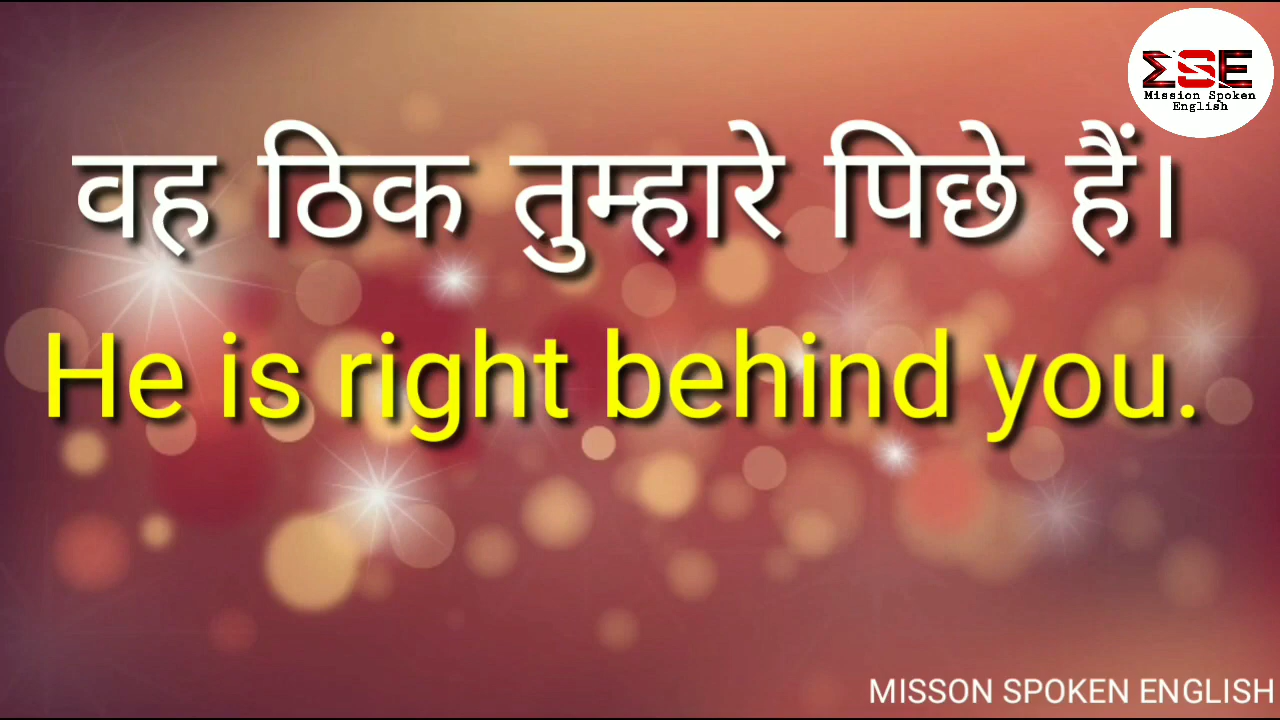 ΣSE
Mission Spoken
English
वह ठिक तुम्हारे पिछे हैं।
He is right behind you.
MISSON SPOKEN ENGLISH